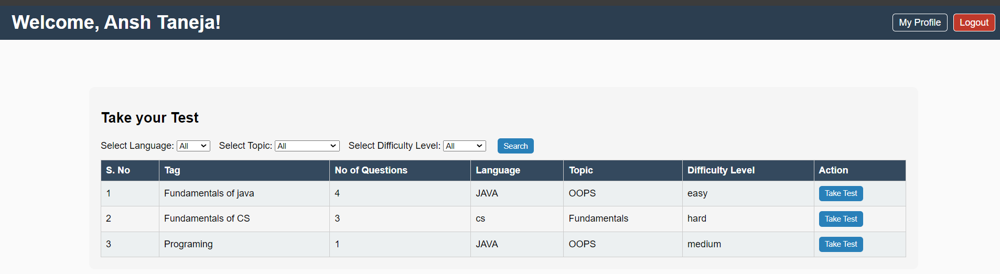 Welcome, Ansh Taneja! My Profile Logout
Take your Test
Select Language: All Select Topic: All Select Difficulty Level: All Search
S. No Tag No of Questions Language Topic Difficulty Level Action
1 Fundamentals of java 4 JAVA OOPS easy Take Test
2 Fundamentals of CS 3 cs Fundamentals hard Take Test
3 Programing 1 JAVA OOPS medium Take Test